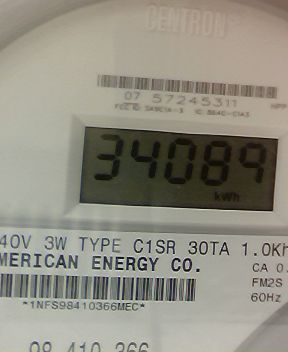 CENTRON
07 57245311
34089
kWh
40V 3W TYPE C1SR 30TA 1.0Kh
MERICAN ENERGY CO.
CA 0.
FM2S
60Hz
*1NFS98410366MEC*
98 410 366